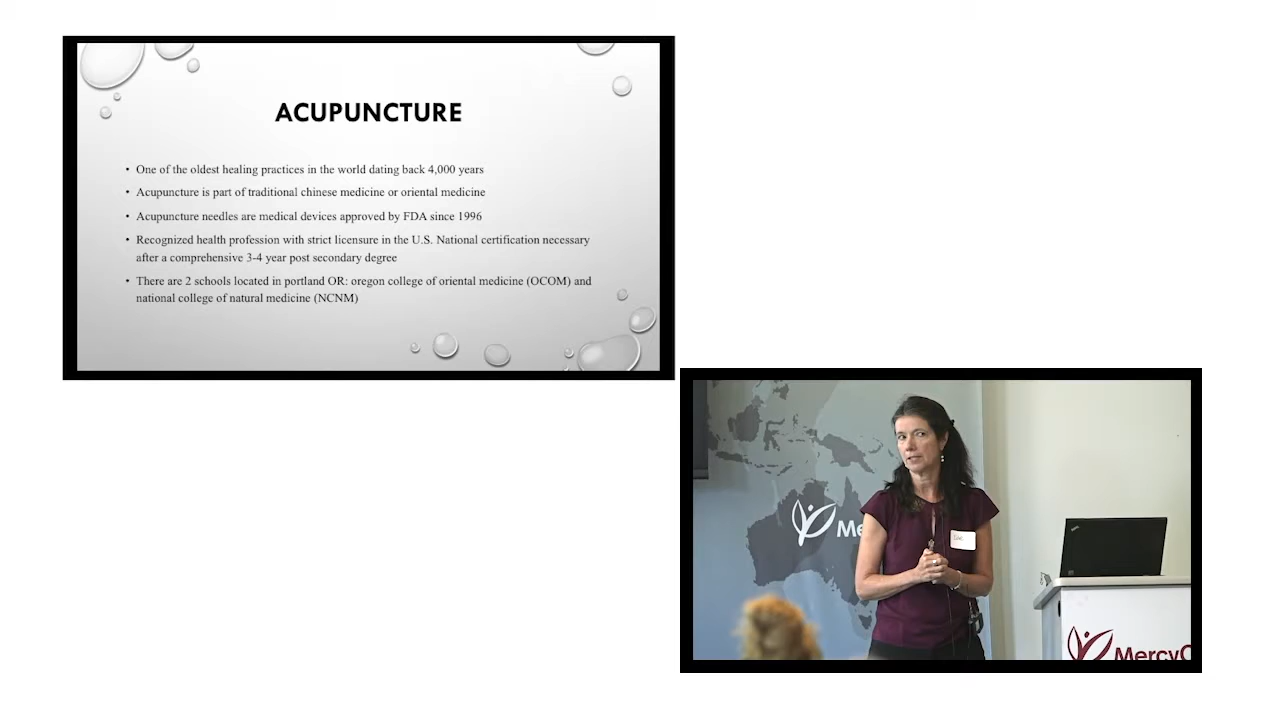 ACUPUNCTURE
• One of the oldest healing practices in the world dating back 4,000 years
• Acupuncture is part of traditional chinese medicine or oriental medicine
• Acupuncture needles are medical devices approved by FDA since 1996
• Recognized health profession with strict licensure in the U.S. National certification necessary
after a comprehensive 3-4 year post secondary degree
• There are 2 schools located in portland OR: oregon college of oriental medicine (OCOM) and
national college of natural medicine (NCNM)
Me
MercyC